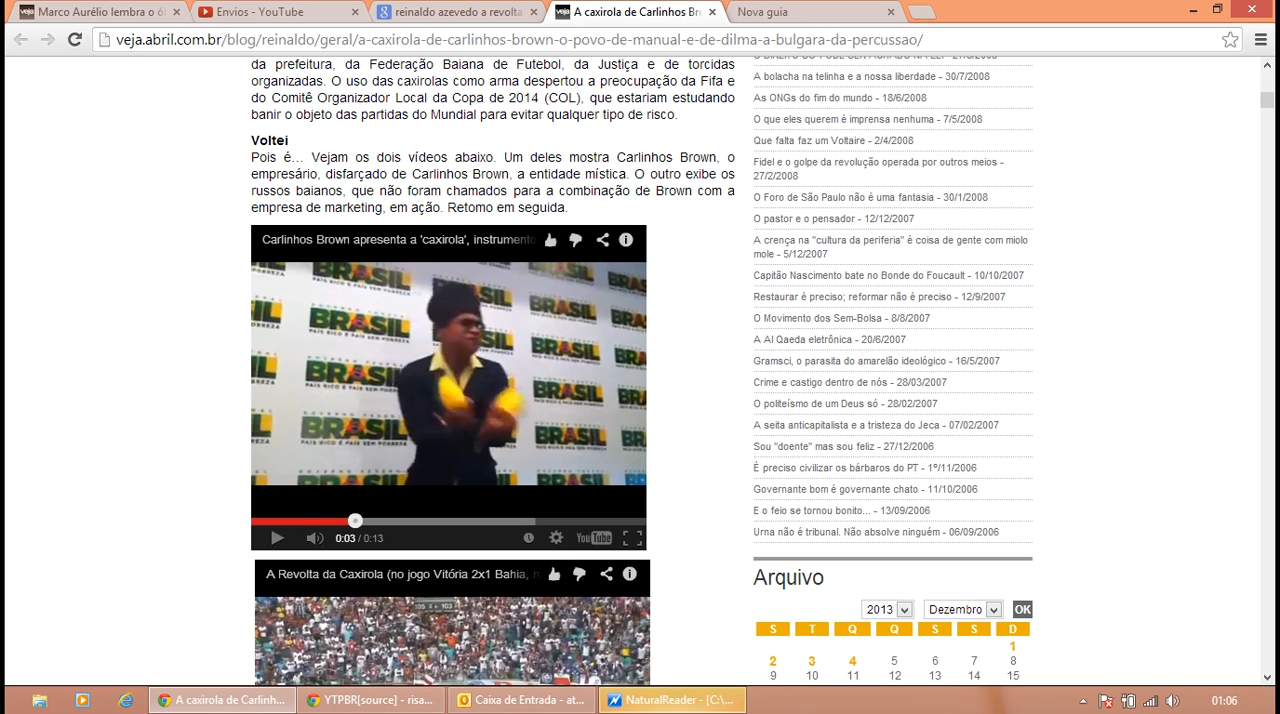 Marco Aurélio lembra o ól
Envios - YouTube
reinaldo azevedo a revolta
A caxirola de Carlinhos Br
Nova guia
veja.abril.com.br/blog/reinaldo/geral/a-caxirola-de-carlinhos-brown-o-povo-de-manual-e-de-dilma-a-bulgara-da-percussao/
da prefeitura, da Federação Baiana de Futebol, da Justiça e de torcidas
organizadas. O uso das caxirolas como arma despertou a preocupação da Fifa e
do Comitê Organizador Local da Copa de 2014 (COL), que estariam estudando
banir o objeto das partidas do Mundial para evitar qualquer tipo de risco.
Voltei
Pois é... Vejam os dois vídeos abaixo. Um deles mostra Carlinhos Brown, o
empresário, disfarçado de Carlinhos Brown, a entidade mística. O outro exibe os
russos baianos, que não foram chamados para a combinação de Brown com a
empresa de marketing, em ação. Retomo em seguida.
Carlinhos Brown apresenta a 'caxirola', instrumento
BRASIL
PAÍS RICO É PAÍS SEM POBREZA
0:03 / 0:13
YouTube
A Revolta da Caxirola (no jogo Vitória 2x1 Bahia, n
A bolacha na telinha e a nossa liberdade - 30/7/2008
As ONGs do fim do mundo - 18/6/2008
O que eles querem é imprensa nenhuma - 7/5/2008
Que falta faz um Voltaire - 2/4/2008
Fidel e o golpe da revolução operada por outros meios -
27/2/2008
O Foro de São Paulo não é uma fantasia - 30/1/2008
O pastor e o pensador - 12/12/2007
A crença na "cultura da periferia" é coisa de gente com miolo
mole - 5/12/2007
Capitão Nascimento bate no Bonde do Foucault - 10/10/2007
Restaurar é preciso; reformar não é preciso - 12/9/2007
O Movimento dos Sem-Bolsa - 8/8/2007
A Al Qaeda eletrônica - 20/6/2007
Gramsci, o parasita do amarelão ideológico - 16/5/2007
Crime e castigo dentro de nós - 28/03/2007
O politeísmo de um Deus só - 28/02/2007
A seita anticapitalista e a tristeza do Jeca - 07/02/2007
Sou "doente" mas sou feliz - 27/12/2006
É preciso civilizar os bárbaros do PT - 1º/11/2006
Governante bom é governante chato - 11/10/2006
E o feio se tornou bonito... - 13/09/2006
Urna não é tribunal. Não absolve ninguém - 06/09/2006
Arquivo
2013 Dezembro OK
S T Q Q S S D
1
2 3 4 5 6 7 8
9 10 11 12 13 14 15
A caxirola de Carlinh...
YTPBR[source] - risa...
Caixa de Entrada - at...
NaturalReader - [C:\...
01:06